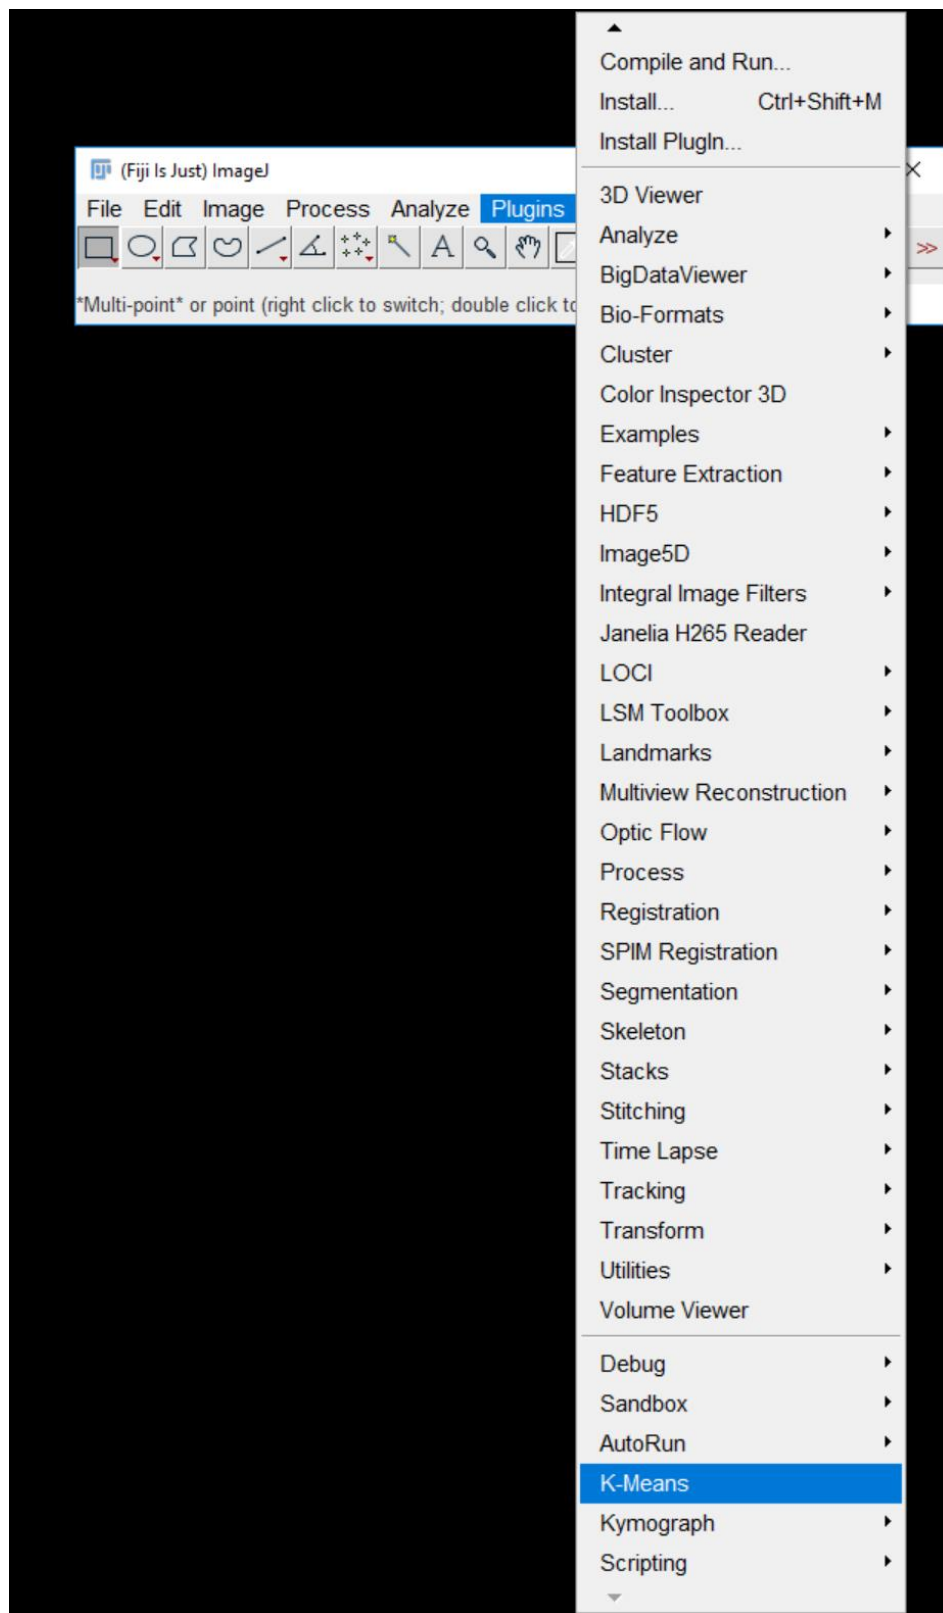 (Fiji Is Just) ImageJ
File Edit Image Process Analyze Plugins
A
*Multi-point* or point (right click to switch; double click to
Compile and Run...
Install... Ctrl+Shift+M
Install PlugIn...
3D Viewer
Analyze
BigDataViewer
Bio-Formats
Cluster
Color Inspector 3D
Examples
Feature Extraction
HDF5
Image5D
Integral Image Filters
Janelia H265 Reader
LOCI
LSM Toolbox
Landmarks
Multiview Reconstruction
Optic Flow
Process
Registration
SPIM Registration
Segmentation
Skeleton
Stacks
Stitching
Time Lapse
Tracking
Transform
Utilities
Volume Viewer
Debug
Sandbox
AutoRun
K-Means
Kymograph
Scripting